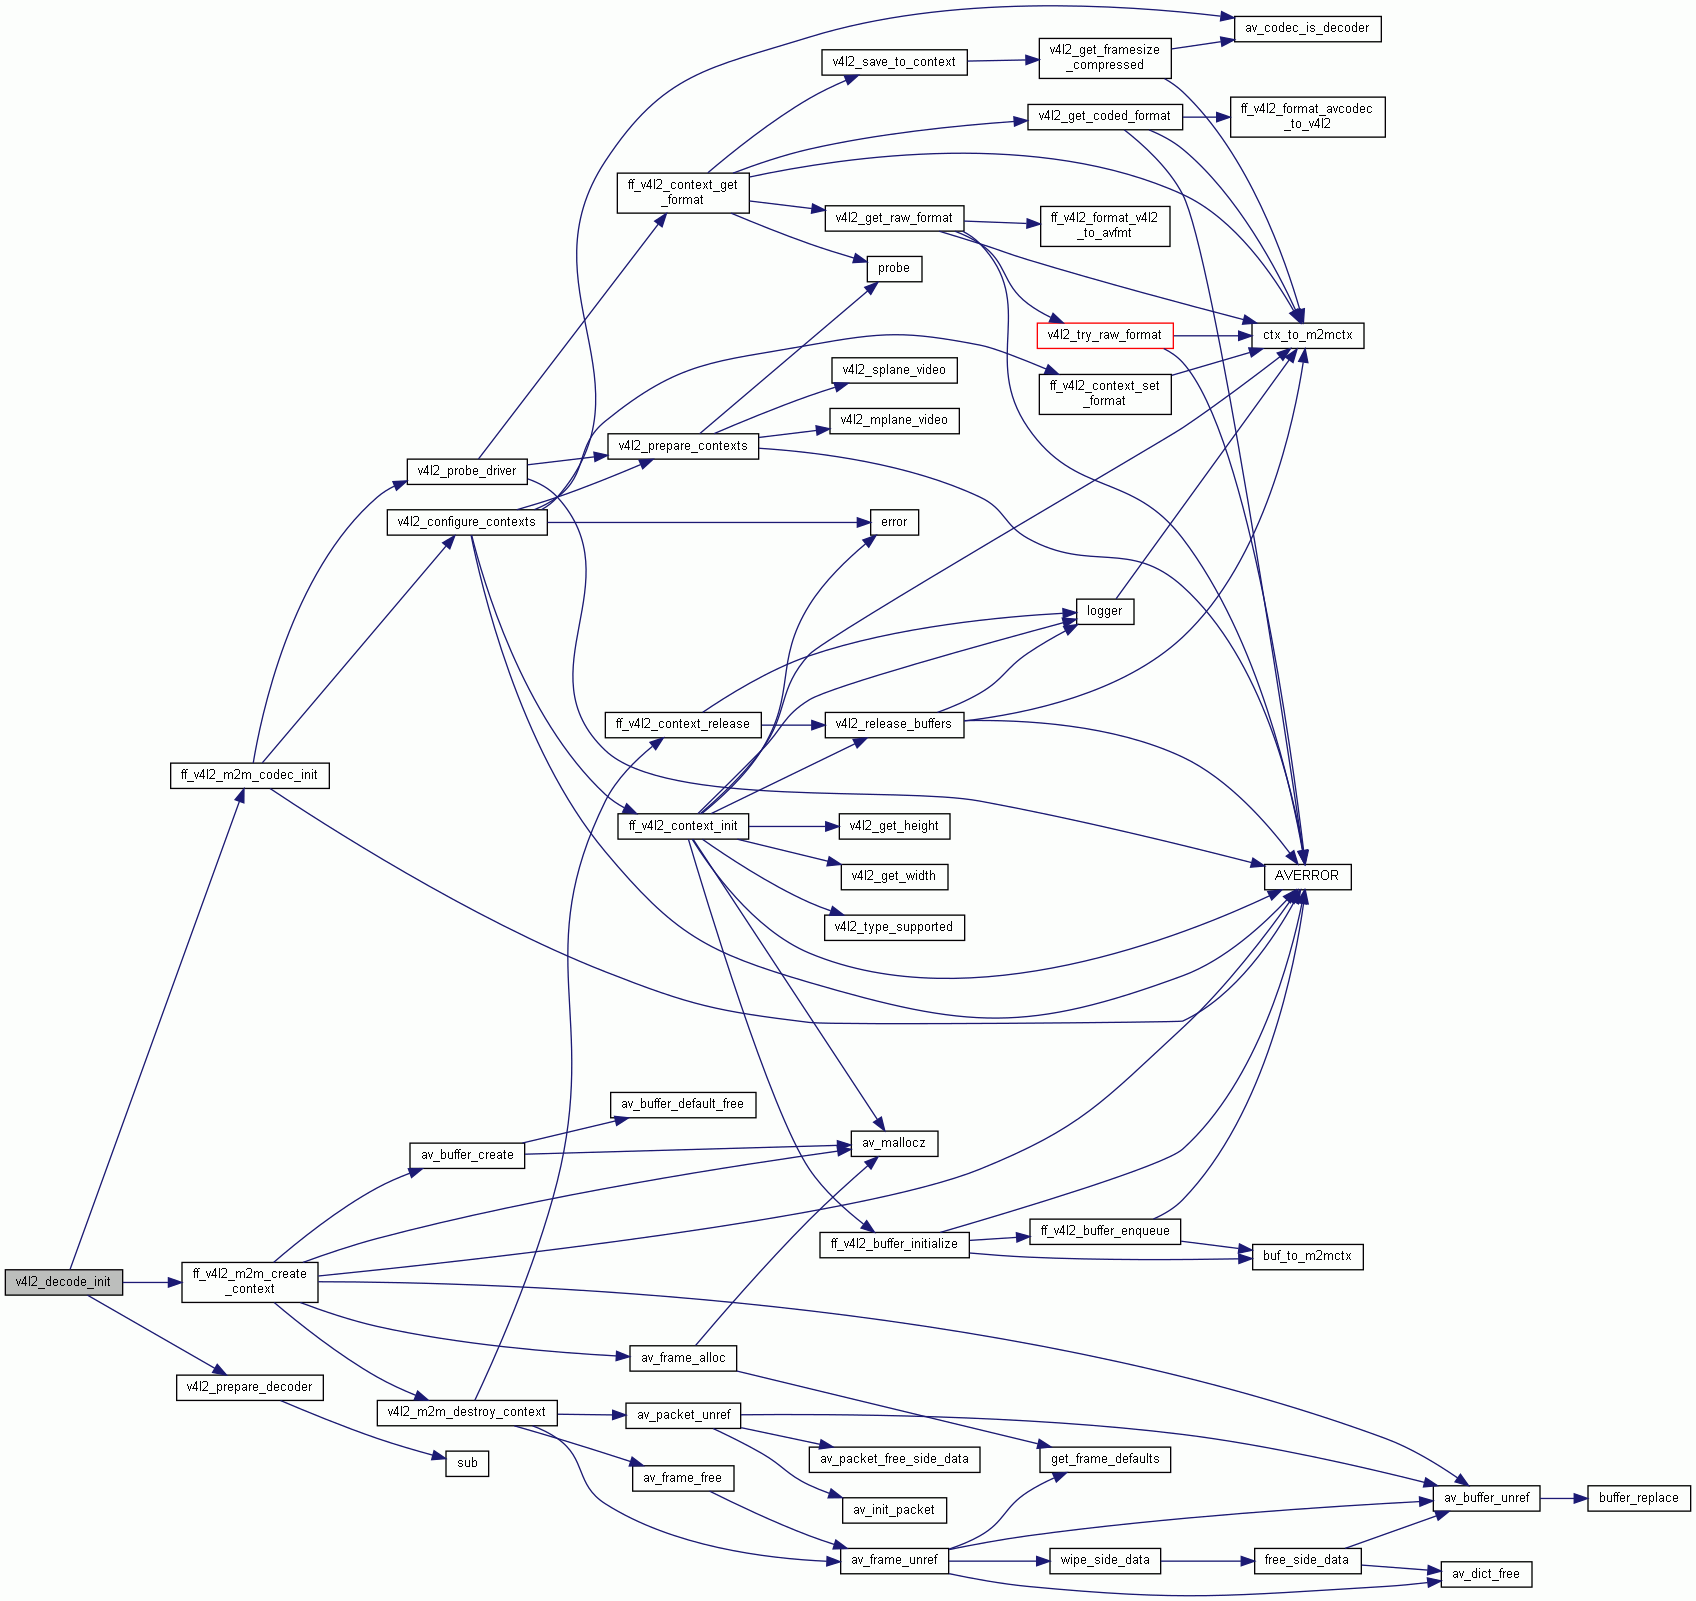 av_codec_is_decoder
v4l2_get_framesize
_compressed
v4l2_save_to_context
ff_v4l2_format_avcodec
_to_v4l2
v4l2_get_coded_format
ff_v4l2_context_get
_format
v4l2_get_raw_format
ff_v4l2_format_v4l2
_to_avfmt
probe
v4l2_try_raw_format
ctx_to_m2mctx
v4l2_splane_video
ff_v4l2_context_set
_format
v4l2_mplane_video
v4l2_prepare_contexts
v4l2_probe_driver
v4l2_configure_contexts
error
logger
ff_v4l2_context_release
v4l2_release_buffers
ff_v4l2_m2m_codec_init
ff_v4l2_context_init
v4l2_get_height
v4l2_get_width
AVERROR
v4l2_type_supported
av_buffer_default_free
av_buffer_create
av_mallocz
ff_v4l2_buffer_enqueue
ff_v4l2_buffer_initialize
buf_to_m2mctx
v4l2_decode_init
ff_v4l2_m2m_create
_context
av_frame_alloc
v4l2_prepare_decoder
v4l2_m2m_destroy_context
av_packet_unref
sub
av_packet_free_side_data
get_frame_defaults
av_frame_free
av_init_packet
av_buffer_unref
buffer_replace
av_frame_unref
wipe_side_data
free_side_data
av_dict_free